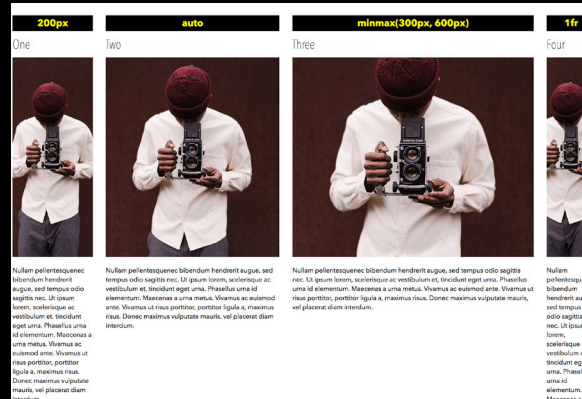 200px
auto
minmax(300px, 600px)
1fr
One
Two
Three
Four
Nullam pellentesquenec
bibendum hendrerit
augue, sed tempus odio
sagittis nec. Ut ipsum
lorem, scelerisque ac
vestibulum et, tincidunt
eget urna. Phasellus urna
id elementum. Maecenas a
urna metus. Vivamus ac
euismod ante. Vivamus ut
risus porttitor, porttitor
ligula a, maximus risus.
Donec maximus vulputate
mauris, vel placerat diam
interdum.
Nullam pellentesquenec bibendum hendrerit augue, sed
tempus odio sagittis nec. Ut ipsum lorem, scelerisque ac
vestibulum et, tincidunt eget urna. Phasellus urna id
elementum. Maecenas a urna metus. Vivamus ac euismod
ante. Vivamus ut risus porttitor, porttitor ligula a, maximus
risus. Donec maximus vulputate mauris, vel placerat diam
interdum.
Nullam pellentesquenec bibendum hendrerit augue, sed tempus odio sagittis
nec. Ut ipsum lorem, scelerisque ac vestibulum et, tincidunt eget urna. Phasellus
urna id elementum. Maecenas a urna metus. Vivamus ac euismod ante. Vivamus ut
risus porttitor, porttitor ligula a, maximus risus. Donec maximus vulputate mauris,
vel placerat diam interdum.
Nullam
pellentesque
bibendum
hendrerit au
sed tempus
odio sagittis
nec. Ut ipsu
lorem,
scelerisque
vestibulum
tincidunt eg
urna. Phasel
urna id
elementum.